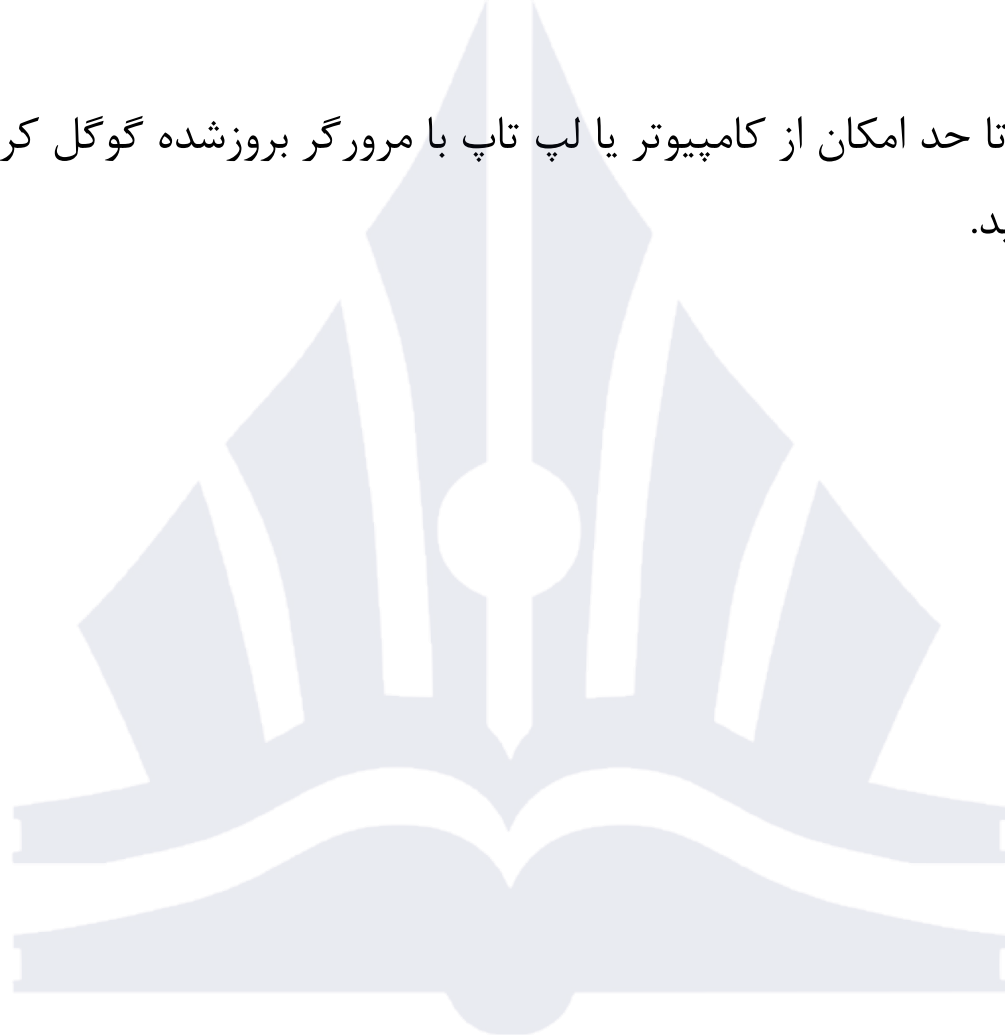 تا حد امکان از کامپیوتر یا لپ تاپ با مرورگر بروزشده گوگل